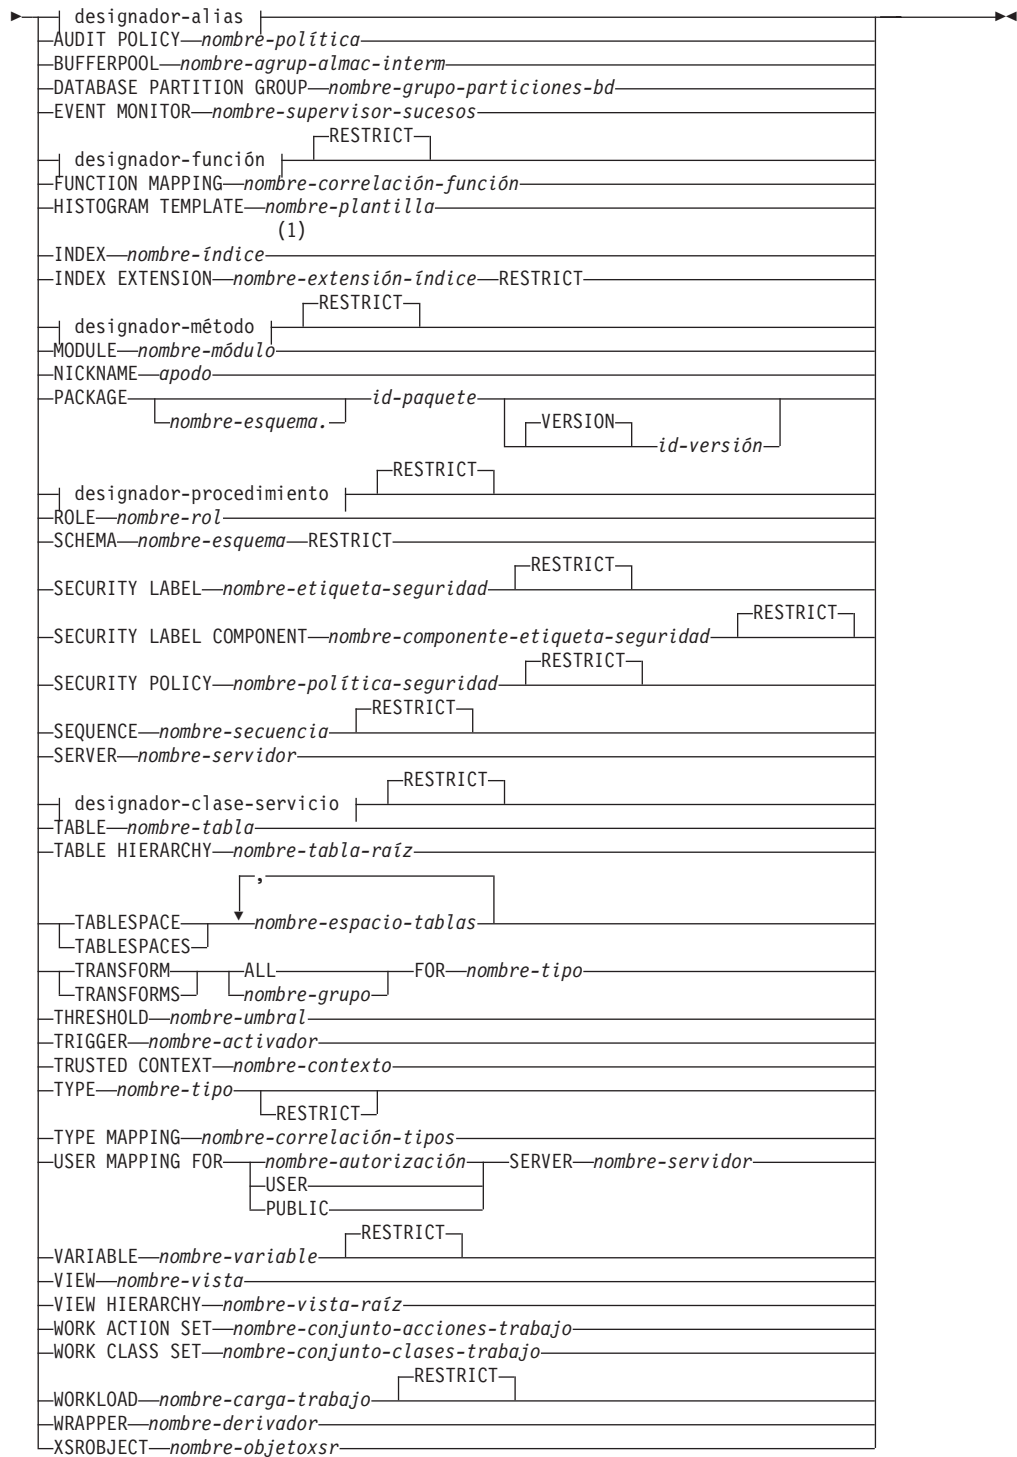 designador-alias
AUDIT POLICY nombre-política
BUFFERPOOL nombre-agrup-almac-interm
DATABASE PARTITION GROUP nombre-grupo-particiones-bd
EVENT MONITOR nombre-supervisor-sucesos
RESTRICT
designador-función
FUNCTION MAPPING nombre-correlación-función
HISTOGRAM TEMPLATE nombre-plantilla
(1)
INDEX nombre-índice
INDEX EXTENSION nombre-extensión-índice RESTRICT
RESTRICT
designador-método
MODULE nombre-módulo
NICKNAME apodo
PACKAGE id-paquete
nombre-esquema. VERSION
id-versión
RESTRICT
designador-procedimiento
ROLE nombre-rol
SCHEMA nombre-esquema RESTRICT
RESTRICT
SECURITY LABEL nombre-etiqueta-seguridad
RESTRICT
SECURITY LABEL COMPONENT nombre-componente-etiqueta-seguridad
RESTRICT
SECURITY POLICY nombre-política-seguridad
RESTRICT
SEQUENCE nombre-secuencia
SERVER nombre-servidor
RESTRICT
designador-clase-servicio
TABLE nombre-tabla
TABLE HIERARCHY nombre-tabla-raíz
,
TABLESPACE nombre-espacio-tablas
TABLESPACES
TRANSFORM ALL FOR nombre-tipo
TRANSFORMS nombre-grupo
THRESHOLD nombre-umbral
TRIGGER nombre-activador
TRUSTED CONTEXT nombre-contexto
TYPE nombre-tipo
RESTRICT
TYPE MAPPING nombre-correlación-tipos
USER MAPPING FOR nombre-autorización SERVER nombre-servidor
USER
PUBLIC
RESTRICT
VARIABLE nombre-variable
VIEW nombre-vista
VIEW HIERARCHY nombre-vista-raíz
WORK ACTION SET nombre-conjunto-acciones-trabajo
WORK CLASS SET nombre-conjunto-clases-trabajo
RESTRICT
WORKLOAD nombre-carga-trabajo
WRAPPER nombre-derivador
XSROBJECT nombre-objetoxsr